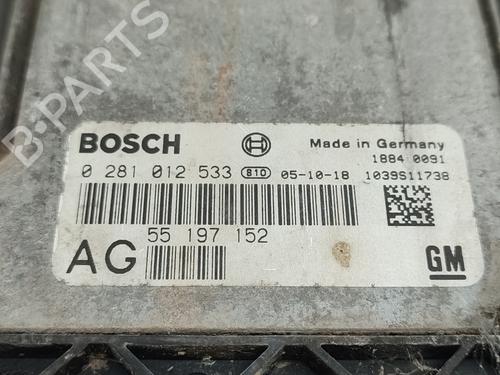 B-PARTS
BOSCH
Made in Germany
1884 0091
0 281 012 533 B10 05-10-18 1039S11738
55 197 152
AG
GM